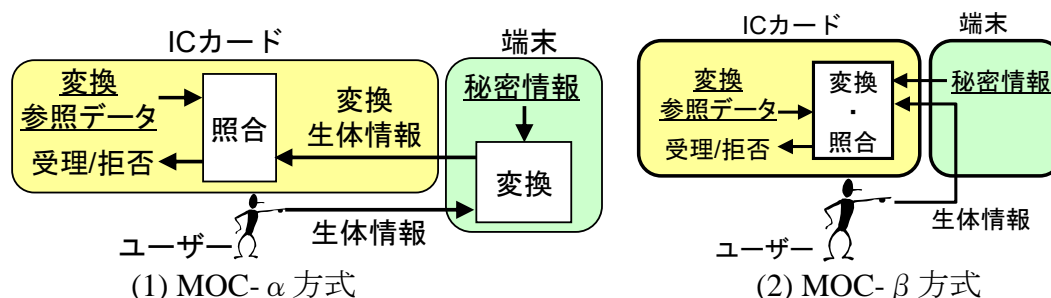 ICカード
端末
変換
参照データ
照合
受理/拒否
変換
生体情報
秘密情報
変換
ユーザー
生体情報
(1) MOC-α方式
ICカード
端末
変換
参照データ
受理/拒否
変換
・
照合
秘密情報
生体情報
ユーザー
(2) MOC-β方式